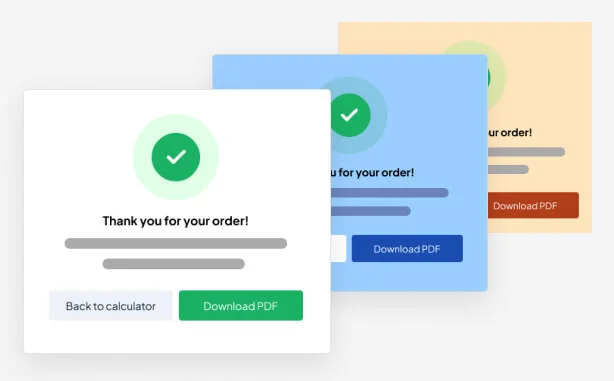 Thank you for your order!
Back to calculator
Download PDF
for your order!
Download PDF
order!
Download PDF